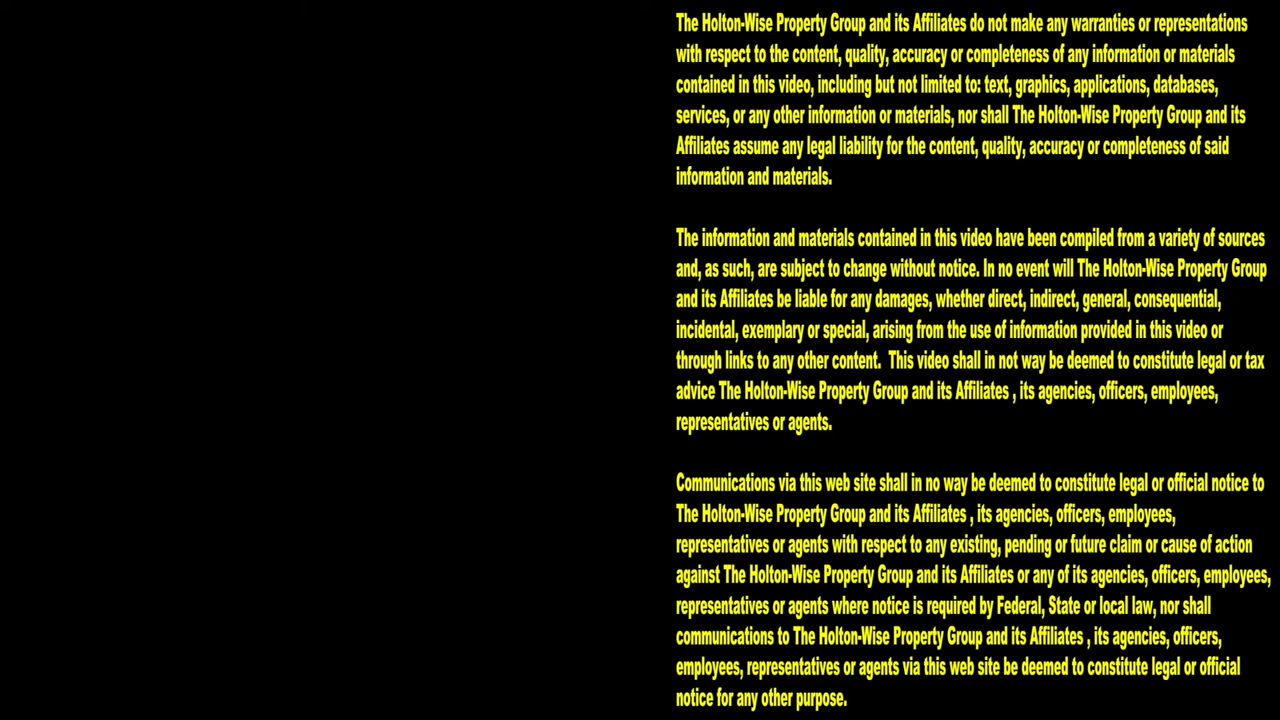 The Holton-Wise Property Group and its Affiliates do not make any warranties or representations
with respect to the content, quality, accuracy or completeness of any information or materials
contained in this video, including but not limited to: text, graphics, applications, databases,
services, or any other information or materials, nor shall The Holton-Wise Property Group and its
Affiliates assume any legal liability for the content, quality, accuracy or completeness of said
information and materials.
The information and materials contained in this video have been compiled from a variety of sources
and, as such, are subject to change without notice. In no event will The Holton-Wise Property Group
and its Affiliates be liable for any damages, whether direct, indirect, general, consequential,
incidental, exemplary or special, arising from the use of information provided in this video or
through links to any other content.  This video shall in not way be deemed to constitute legal or tax
advice The Holton-Wise Property Group and its Affiliates , its agencies, officers, employees,
representatives or agents.
Communications via this web site shall in no way be deemed to constitute legal or official notice to
The Holton-Wise Property Group and its Affiliates , its agencies, officers, employees,
representatives or agents with respect to any existing, pending or future claim or cause of action
against The Holton-Wise Property Group and its Affiliates or any of its agencies, officers, employees,
representatives or agents where notice is required by Federal, State or local law, nor shall
communications to The Holton-Wise Property Group and its Affiliates , its agencies, officers,
employees, representatives or agents via this web site be deemed to constitute legal or official
notice for any other purpose.